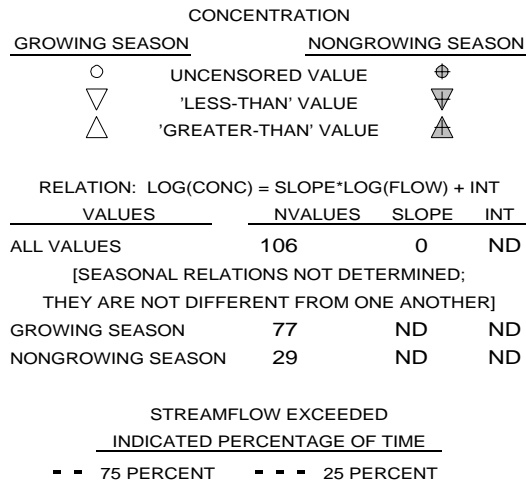 CONCENTRATION
GROWING SEASON NONGROWING SEASON
UNCENSORED VALUE
'LESS-THAN' VALUE
'GREATER-THAN' VALUE
RELATION: LOG(CONC) = SLOPE*LOG(FLOW) + INT
VALUES NVALUES SLOPE INT
ALL VALUES 106 0 ND
[SEASONAL RELATIONS NOT DETERMINED;
THEY ARE NOT DIFFERENT FROM ONE ANOTHER]
GROWING SEASON 77 ND ND
NONGROWING SEASON 29 ND ND
STREAMFLOW EXCEEDED
INDICATED PERCENTAGE OF TIME
75 PERCENT 25 PERCENT